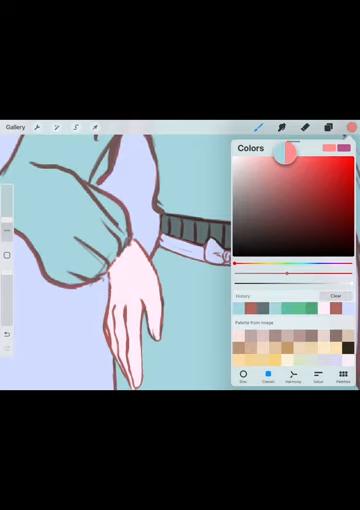 Gallery
Colors
History
Clear
Palette from image
Disc
Classic
Harmony
Value
Palettes